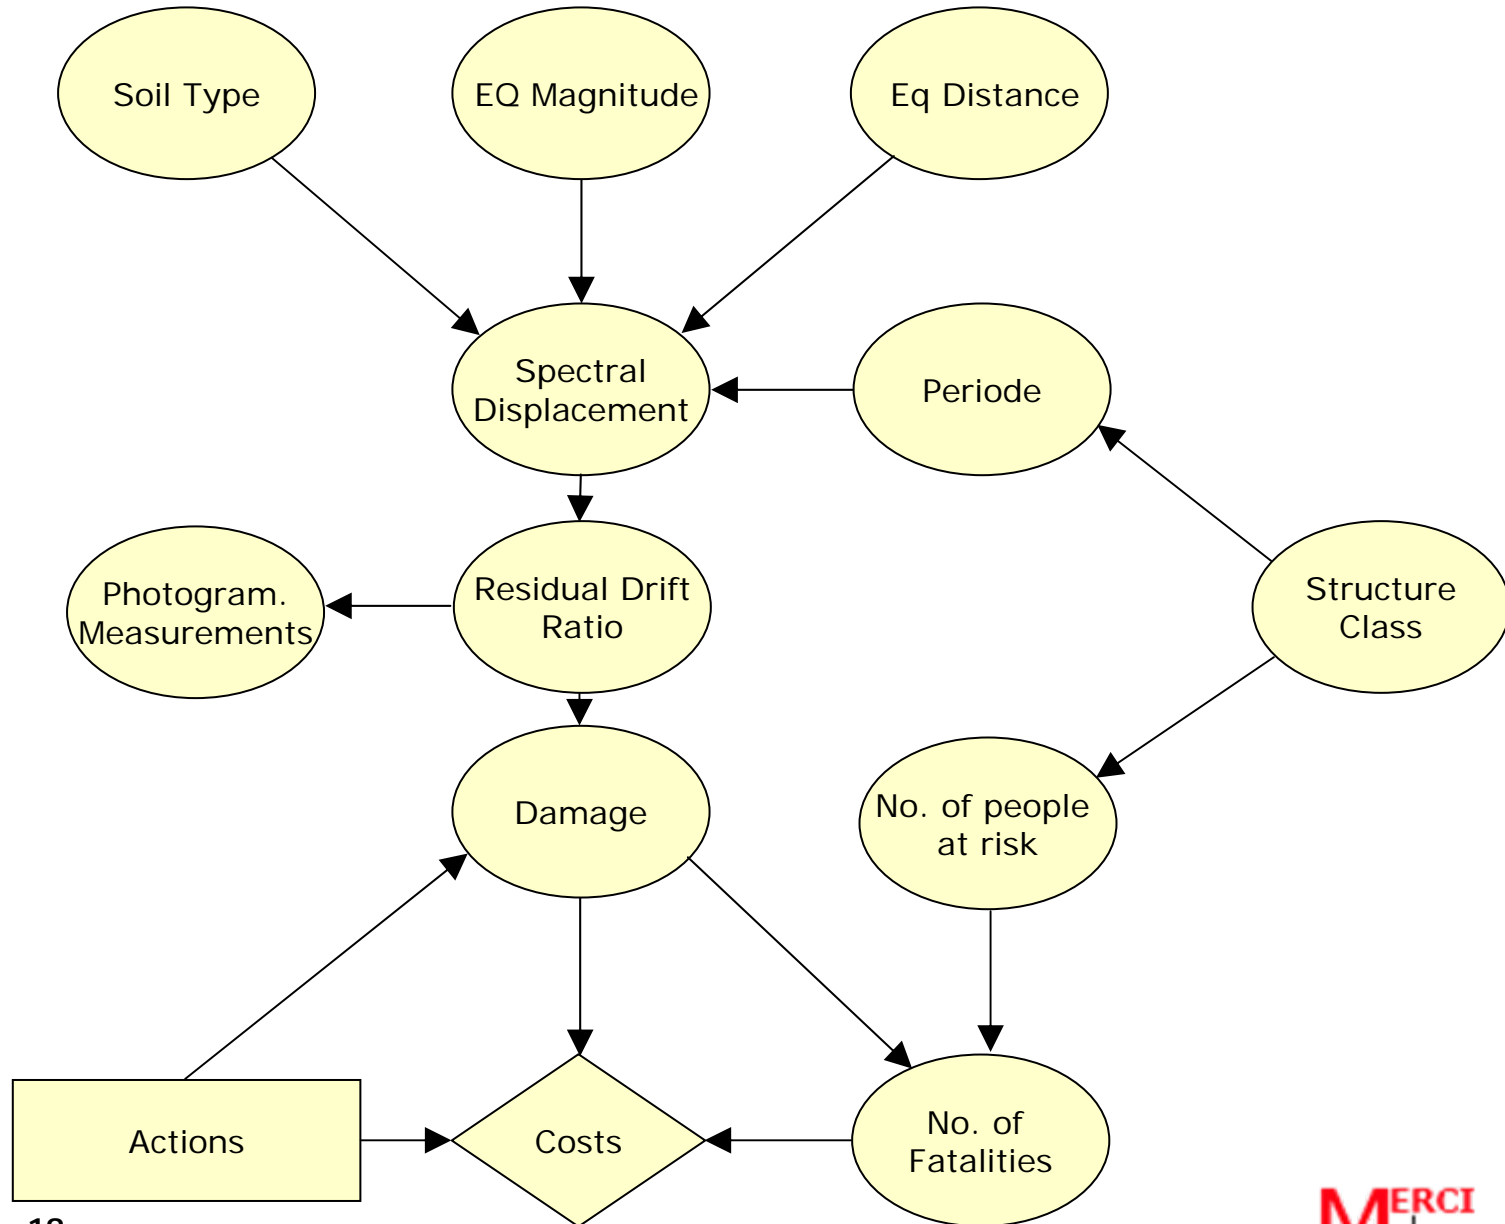 Soil Type
EQ Magnitude
Eq Distance
Spectral
Displacement
Periode
Photogram.
Measurements
Residual Drift
Ratio
Structure
Class
Damage
No. of people
at risk
Actions
Costs
No. of
Fatalities
MERCI